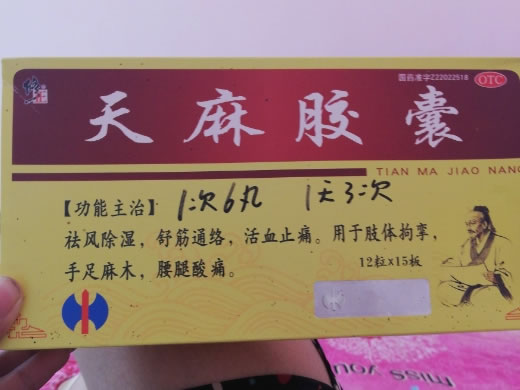 国药准字Z22022518
OTC
天麻胶囊
TIAN MA JIAO NANG
【功能主治】 1次6丸 1天3次
祛风除湿,舒筋通络,活血止痛。用于肢体拘挛,
手足麻木,腰腿酸痛。
12粒x15板
MISS YOU